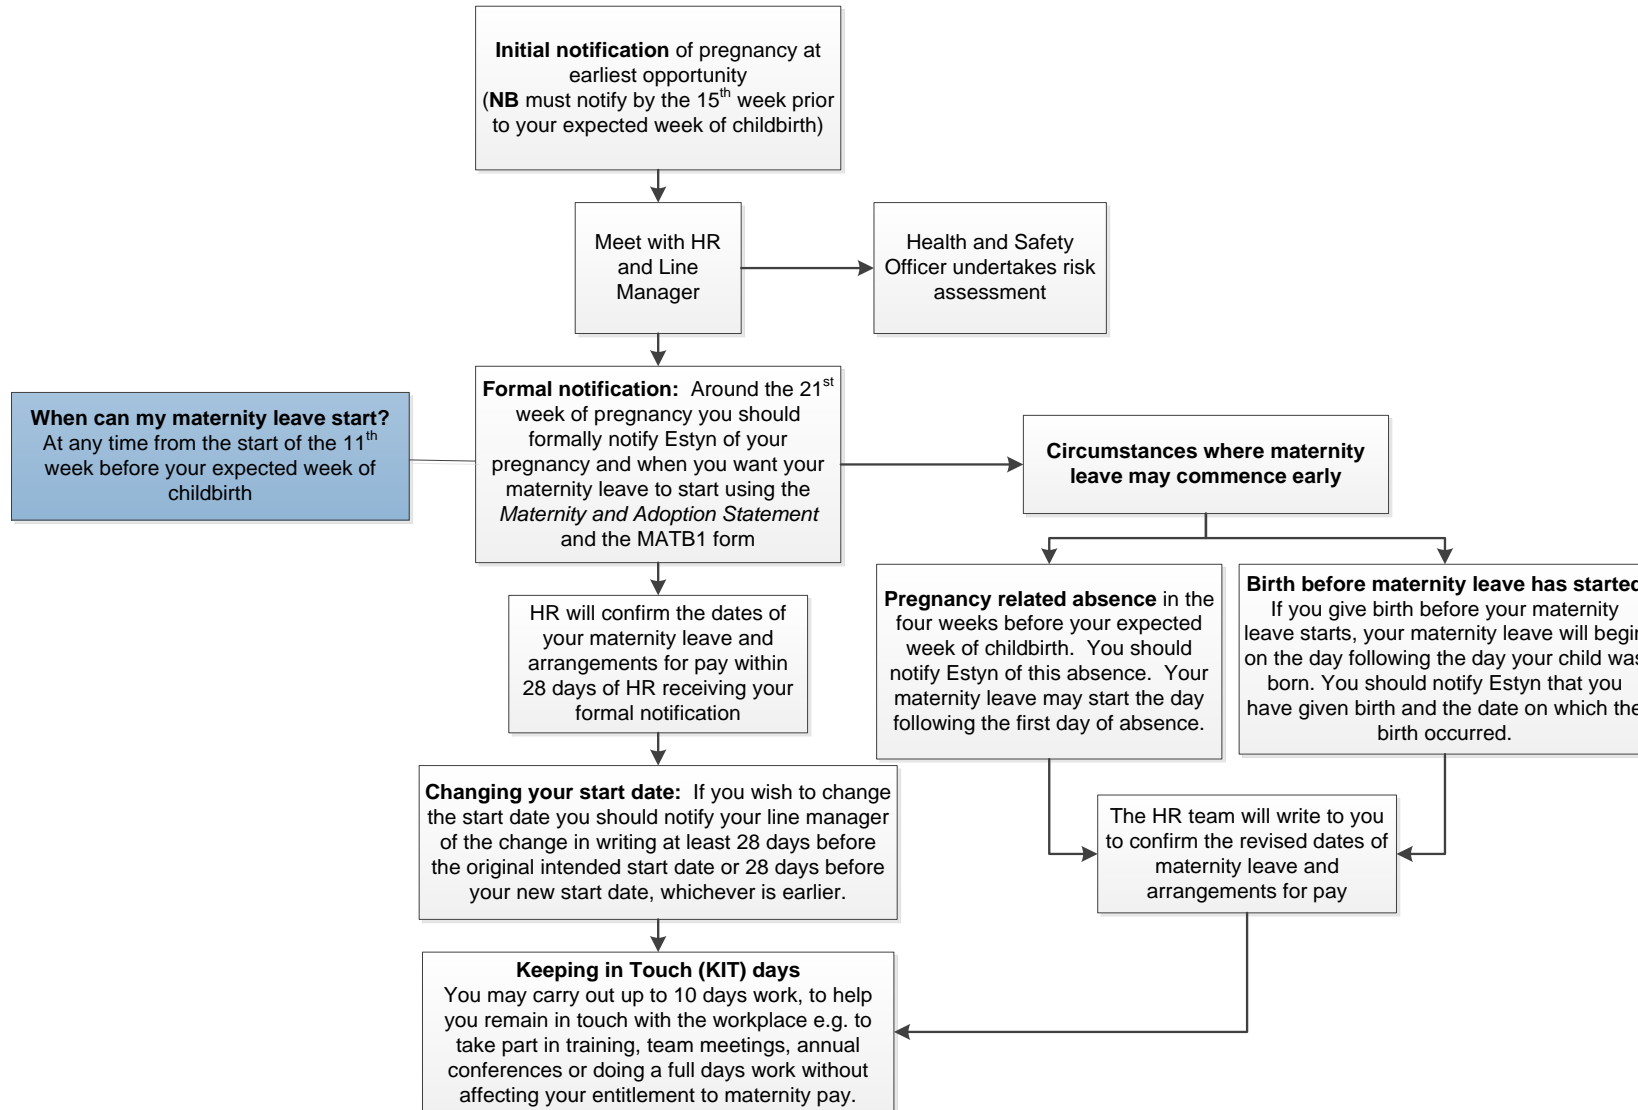 Initial notification of pregnancy at
earliest opportunity
(NB must notify by the 15th week prior
to your expected week of childbirth)
Meet with HR
and Line
Manager
Health and Safety
Officer undertakes risk
assessment
When can my maternity leave start?
At any time from the start of the 11th
week before your expected week of
childbirth
Formal notification: Around the 21st
week of pregnancy you should
formally notify Estyn of your
pregnancy and when you want your
maternity leave to start using the
Maternity and Adoption Statement
and the MATB1 form
Circumstances where maternity
leave may commence early
HR will confirm the dates of
your maternity leave and
arrangements for pay within
28 days of HR receiving your
formal notification
Pregnancy related absence in the
four weeks before your expected
week of childbirth. You should
notify Estyn of this absence. Your
maternity leave may start the day
following the first day of absence.
Birth before maternity leave has started
If you give birth before your maternity
leave starts, your maternity leave will begin
on the day following the day your child was
born. You should notify Estyn that you
have given birth and the date on which the
birth occurred.
Changing your start date: If you wish to change
the start date you should notify your line manager
of the change in writing at least 28 days before
the original intended start date or 28 days before
your new start date, whichever is earlier.
The HR team will write to you
to confirm the revised dates of
maternity leave and
arrangements for pay
Keeping in Touch (KIT) days
You may carry out up to 10 days work, to help
you remain in touch with the workplace e.g. to
take part in training, team meetings, annual
conferences or doing a full days work without
affecting your entitlement to maternity pay.